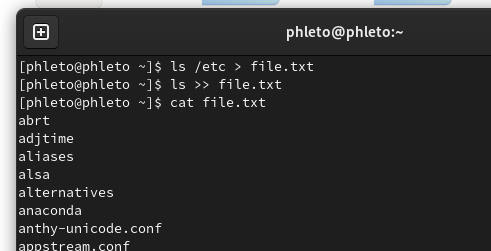 phleto@phleto:~
[phleto@phleto ~]$ ls /etc > file.txt
[phleto@phleto ~]$ ls >> file.txt
[phleto@phleto ~]$ cat file.txt
abrt
adjtime
aliases
alsa
alternatives
anaconda
anthy-unicode.conf
appstream.conf